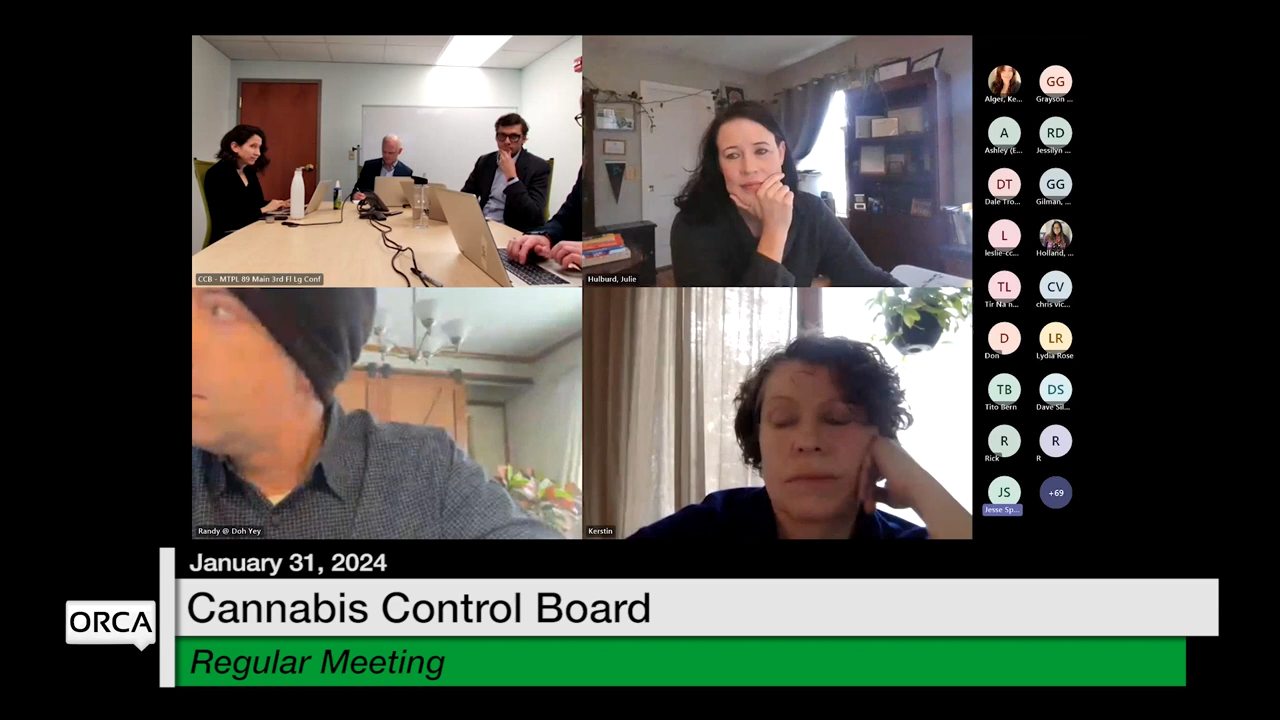 CCB - MTPL 89 Main 3rd Fl Lg Conf
Hulburd, Julie
Randy @ Doh Yey
Kerstin
Alger, Ke...
GG
Grayson ...
A
Ashley (E...
RD
Jessilyn ...
DT
Dale Tro...
GG
Gilman, ...
L
leslie-cc...
Holland, ...
TL
Tir Na n...
CV
chris vic...
D
Don
LR
Lydia Rose
TB
Tito Bern
DS
Dave Sil...
R
Rick
R
R
JS
Jesse Sp...
+69
January 31, 2024
ORCA
Cannabis Control Board
Regular Meeting